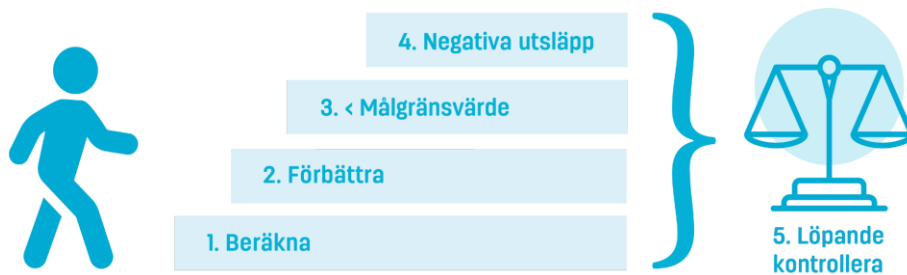 4. Negativa utsläpp
3. < Målgränsvärde
2. Förbättra
1. Beräkna
5. Löpande
kontrollera